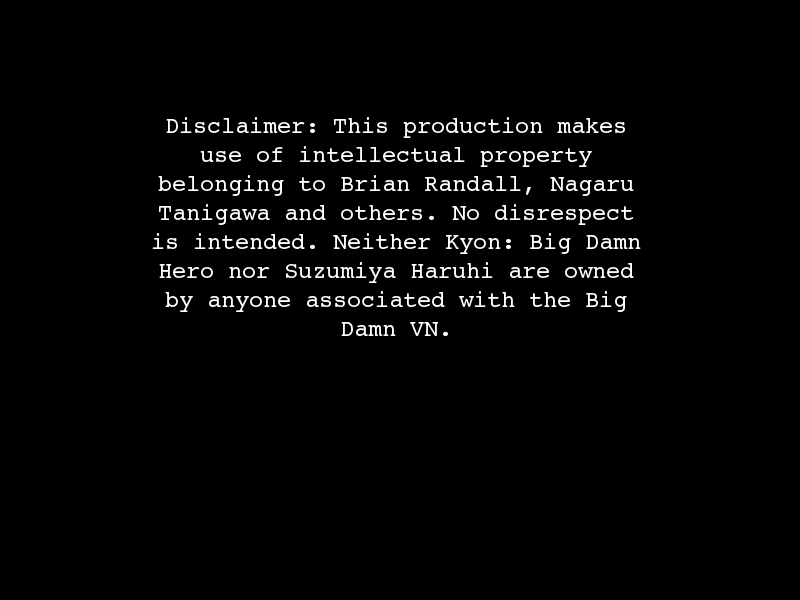 Disclaimer: This production makes
use of intellectual property
belonging to Brian Randall, Nagaru
Tanigawa and others. No disrespect
is intended. Neither Kyon: Big Damn
Hero nor Suzumiya Haruhi are owned
by anyone associated with the Big
Damn VN.